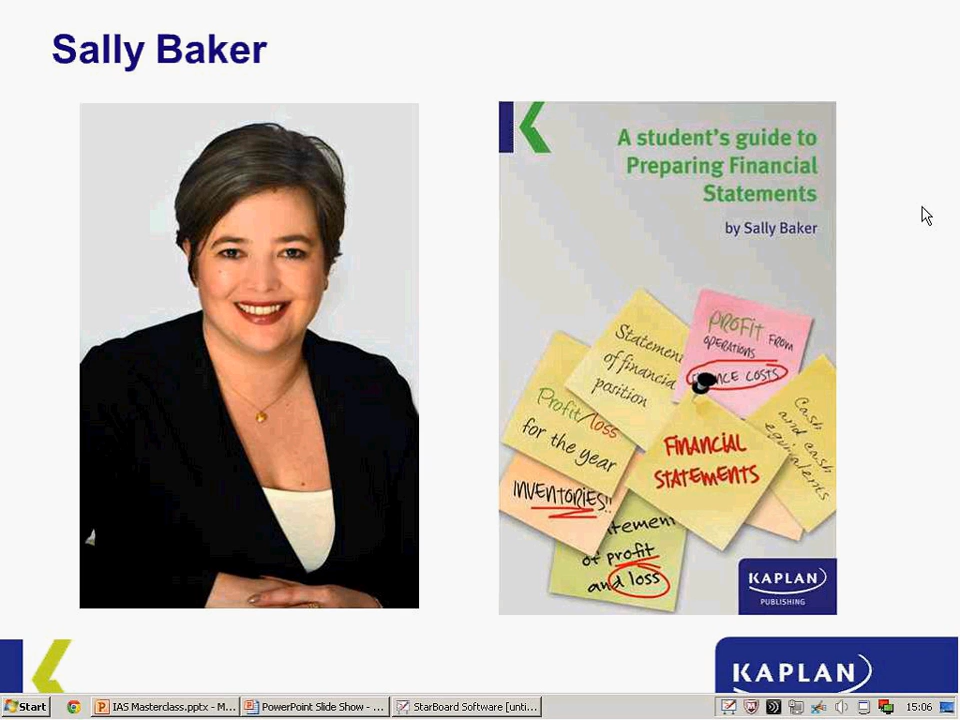 Sally Baker
A student's guide to
Preparing Financial
Statements
by Sally Baker
PROFIT FROM
OPERATIONS
COSTS
Statement
of financial
position
Profit/loss
for the year
Cash
and cash
equivalents
FINANCIAL
STATEMENTS
INVENTORIES!!
of profit
and loss
KAPLAN
PUBLISHING
KAPLAN
Start
IAS Masterclass.pptx - M...
PowerPoint Slide Show - ...
StarBoard Software [unti...
15:06